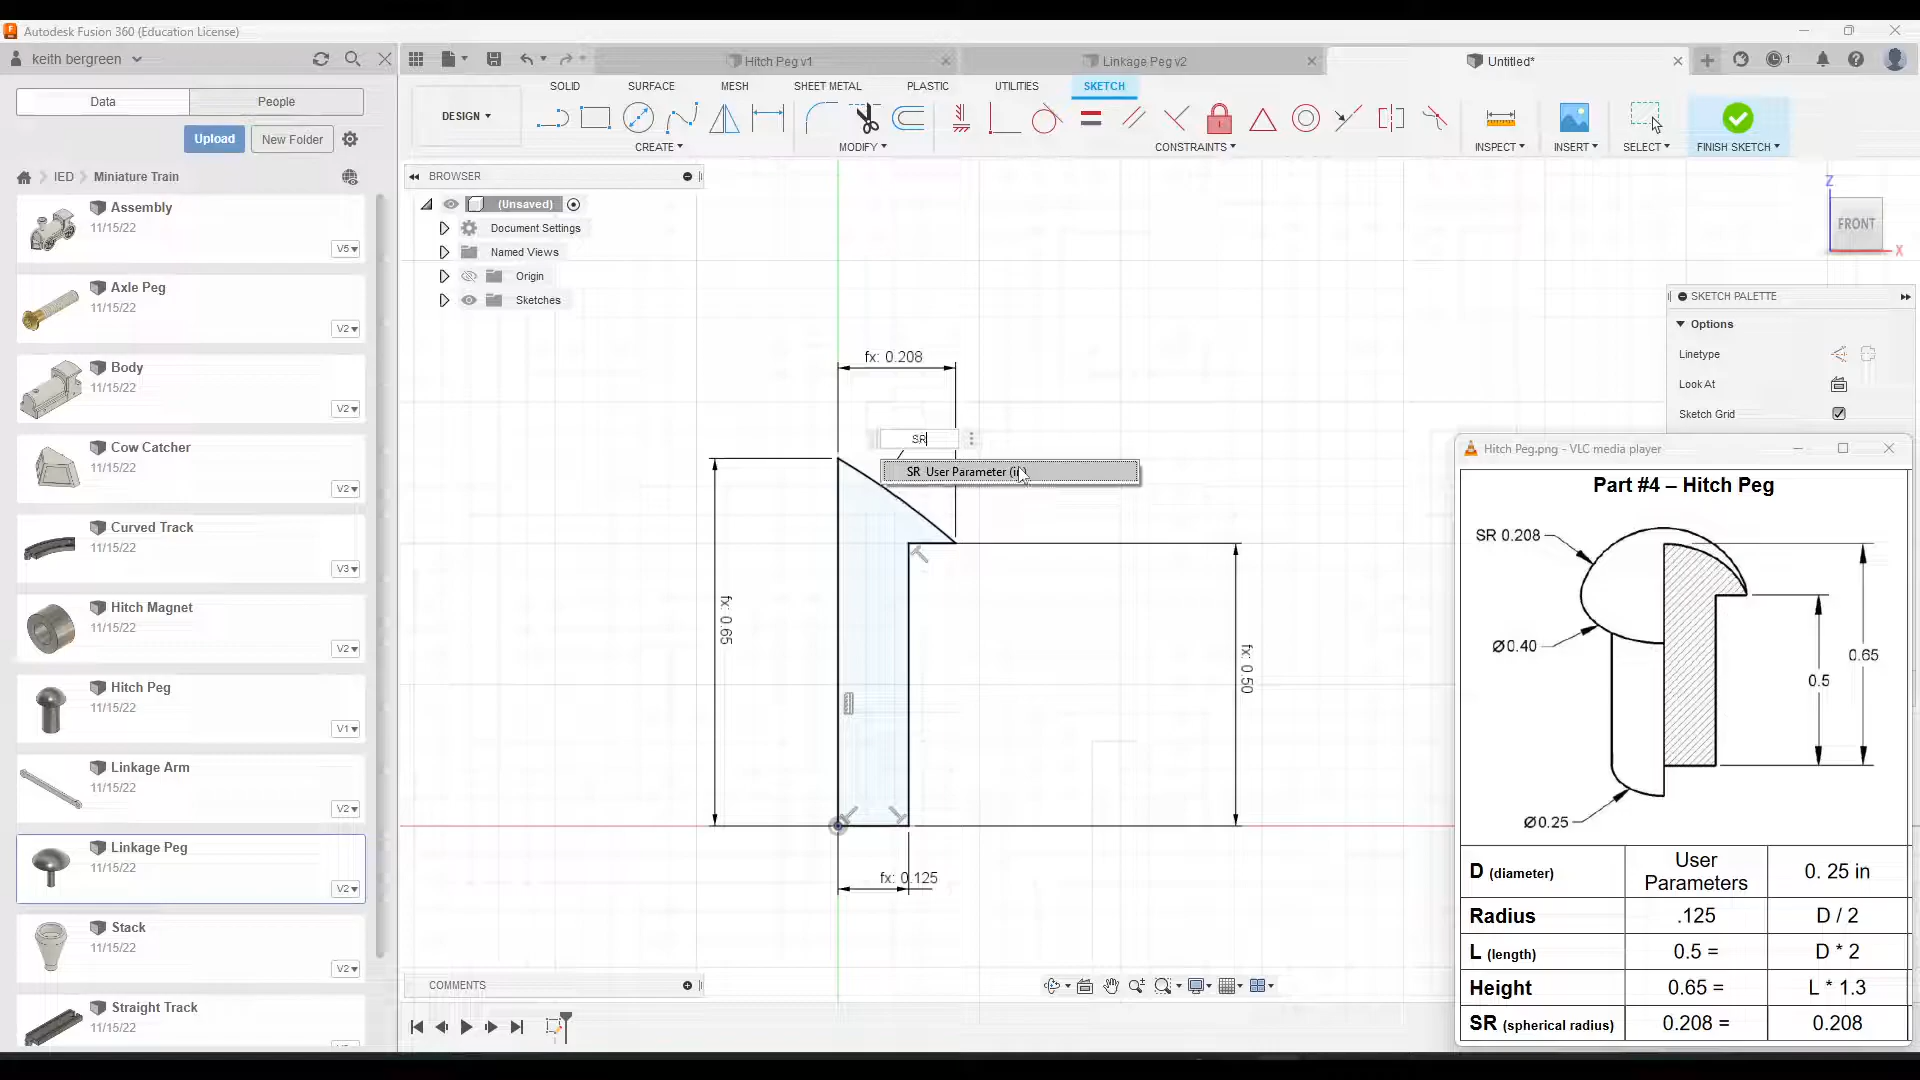 Autodesk Fusion 360 (Education License)
keith bergreen
Hitch Peg v1
Linkage Peg v2
Untitled*
1
Data
People
Upload
New Folder
IED
Miniature Train
Assembly
11/15/22
V5
Axle Peg
11/15/22
V2
Body
11/15/22
V2
Cow Catcher
11/15/22
V2
Curved Track
11/15/22
V3
Hitch Magnet
11/15/22
V2
Hitch Peg
11/15/22
V1
Linkage Arm
11/15/22
V2
Linkage Peg
11/15/22
V2
Stack
11/15/22
V2
Straight Track
11/15/22
DESIGN
SOLID
SURFACE
MESH
SHEET METAL
PLASTIC
UTILITIES
SKETCH
CREATE
MODIFY
CONSTRAINTS
INSPECT
INSERT
SELECT
FINISH SKETCH
BROWSER
(Unsaved)
Document Settings
Named Views
Origin
Sketches
Z
FRONT
X
SKETCH PALETTE
Options
Linetype
Look At
Sketch Grid
fx: 0.208
SR
SR User Parameter (in)
fx: 0.65
fx: 0.50
fx: 0.125
COMMENTS
Hitch Peg.png - VLC media player
Part #4 – Hitch Peg
SR 0.208
Ø0.40
0.65
0.5
Ø0.25
D (diameter)
User Parameters
0. 25 in
Radius
.125
D / 2
L (length)
0.5 =
D * 2
Height
0.65 =
L * 1.3
SR (spherical radius)
0.208 =
0.208